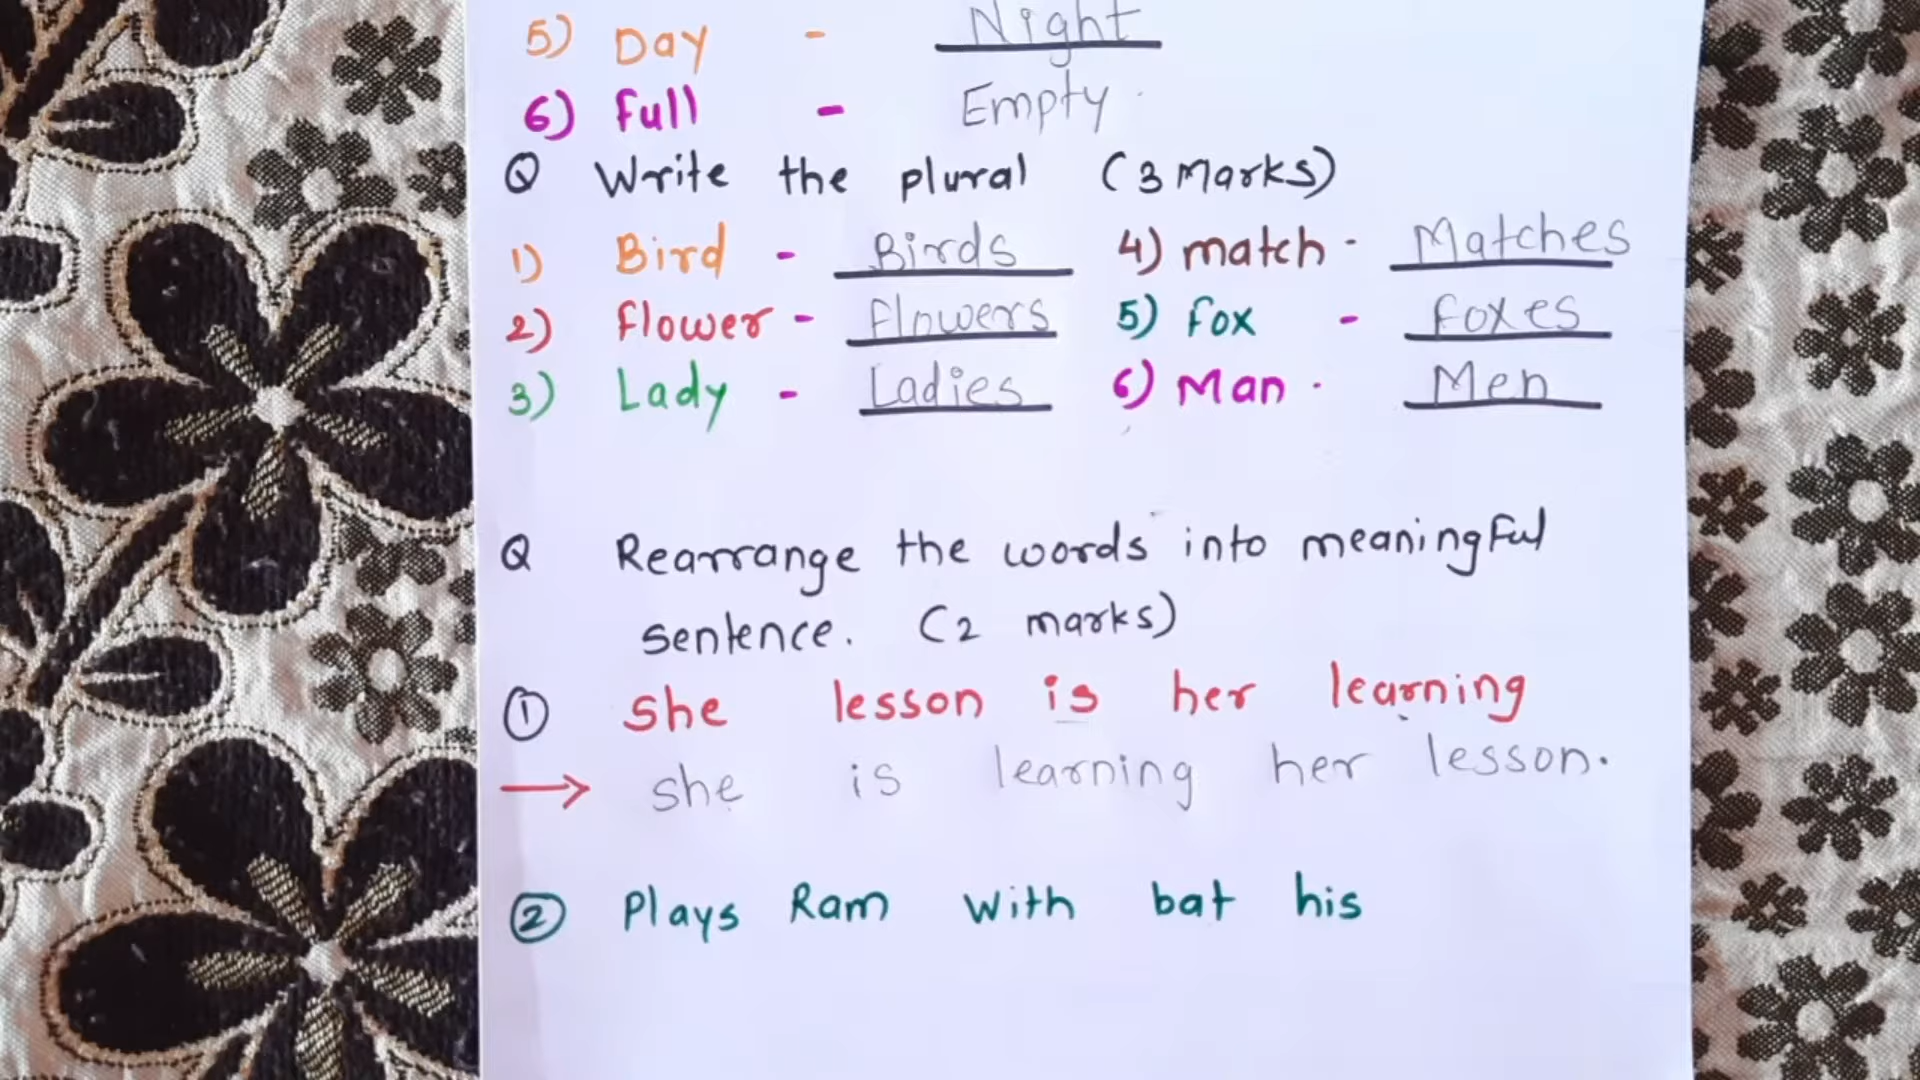 5) Day - Night
6) Full - Empty
Q Write the plural (3 Marks)
1) Bird - Birds 4) match - Matches
2) Flower - Flowers 5) Fox - Foxes
3) Lady - Ladies 6) Man - Men
Q Rearrange the words into meaningful
sentence. (2 marks)
① She lesson is her learning
→ She is learning her lesson.
② Plays Ram with bat his